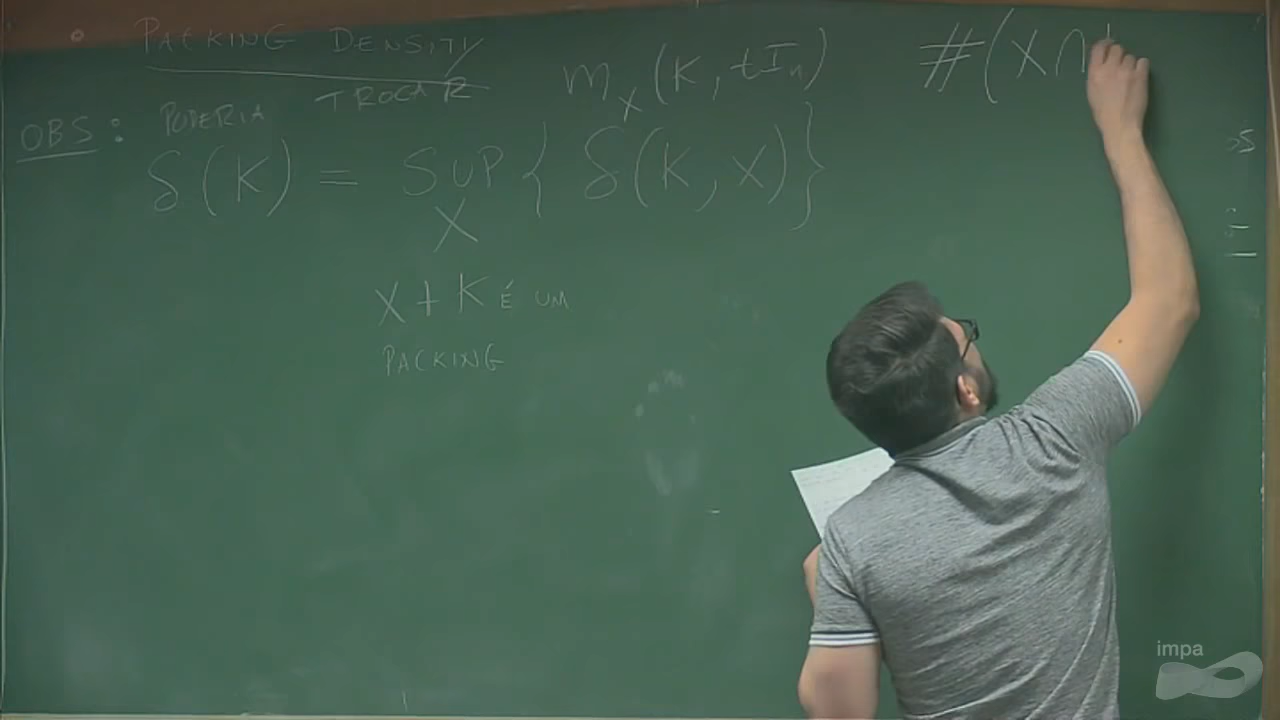 • PACKING DENSITY
OBS: PODERIA TROCAR m_X(K, tI_n) #(X ∩ t
δ(K) = SUP { δ(K, X) }
X
X + K É UM
PACKING
impa